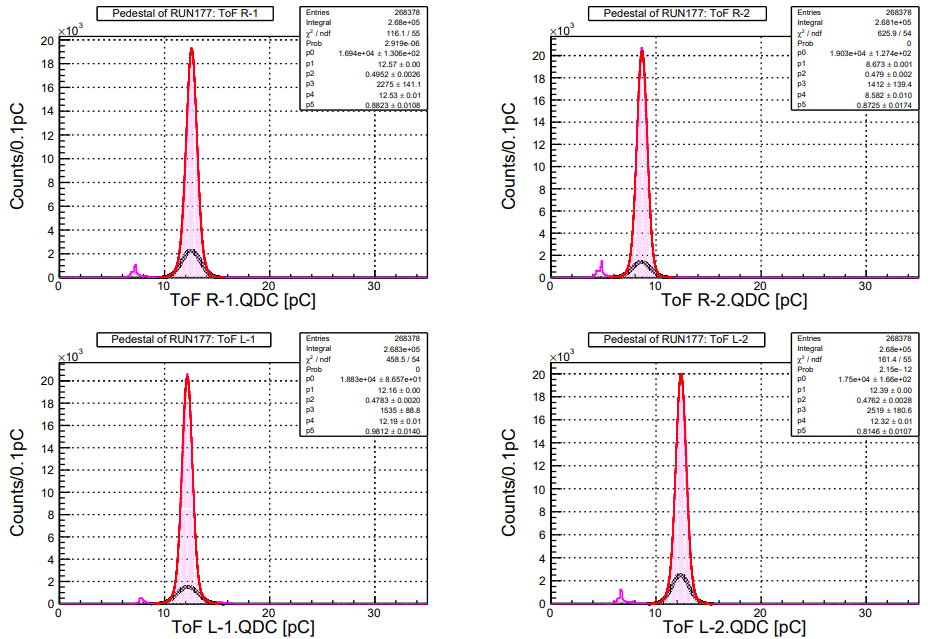 Pedestal of RUN177: ToF R-1
×10³
Entries 268378
Integral 2.68e+05
χ² / ndf 116.1 / 55
Prob 2.919e-06
p0 1.694e+04 ± 1.306e+02
p1 12.57 ± 0.00
p2 0.4952 ± 0.0026
p3 2275 ± 141.1
p4 12.53 ± 0.01
p5 0.8823 ± 0.0108
20
18
16
14
12
10
8
6
4
2
0
Counts/0.1pC
0 10 20 30
ToF R-1.QDC [pC]
Pedestal of RUN177: ToF R-2
×10³
Entries 268378
Integral 2.681e+05
χ² / ndf 625.9 / 54
Prob 0
p0 1.903e+04 ± 1.274e+02
p1 8.673 ± 0.001
p2 0.479 ± 0.002
p3 1412 ± 139.4
p4 8.582 ± 0.010
p5 0.8725 ± 0.0174
20
18
16
14
12
10
8
6
4
2
0
Counts/0.1pC
0 10 20 30
ToF R-2.QDC [pC]
Pedestal of RUN177: ToF L-1
×10³
Entries 268378
Integral 2.683e+05
χ² / ndf 458.5 / 54
Prob 0
p0 1.883e+04 ± 8.657e+01
p1 12.16 ± 0.00
p2 0.4783 ± 0.0020
p3 1535 ± 88.8
p4 12.19 ± 0.01
p5 0.9812 ± 0.0140
20
18
16
14
12
10
8
6
4
2
0
Counts/0.1pC
0 10 20 30
ToF L-1.QDC [pC]
Pedestal of RUN177: ToF L-2
×10³
Entries 268378
Integral 2.68e+05
χ² / ndf 161.4 / 55
Prob 2.15e-12
p0 1.75e+04 ± 1.66e+02
p1 12.39 ± 0.00
p2 0.4762 ± 0.0028
p3 2519 ± 180.6
p4 12.32 ± 0.01
p5 0.8146 ± 0.0107
20
18
16
14
12
10
8
6
4
2
0
Counts/0.1pC
0 10 20 30
ToF L-2.QDC [pC]